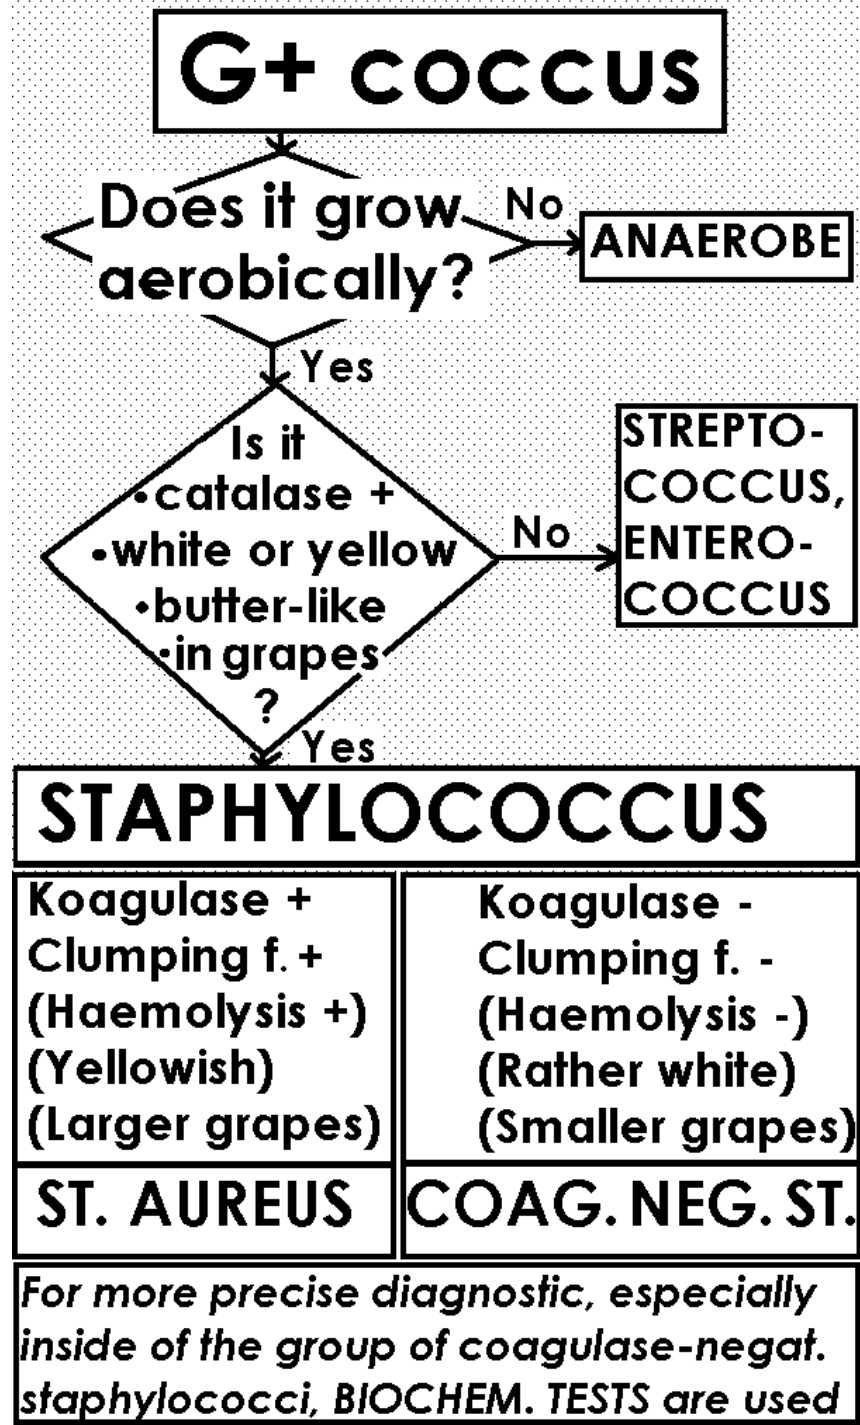 G+ coccus
Does it grow
aerobically?
No
ANAEROBE
Yes
Is it
•catalase +
•white or yellow
•butter-like
•in grapes
?
No
STREPTO-
COCCUS,
ENTERO-
COCCUS
Yes
STAPHYLOCOCCUS
Koagulase +
Clumping f. +
(Haemolysis +)
(Yellowish)
(Larger grapes)
ST. AUREUS
Koagulase -
Clumping f. -
(Haemolysis -)
(Rather white)
(Smaller grapes)
COAG. NEG. ST.
For more precise diagnostic, especially
inside of the group of coagulase-negat.
staphylococci, BIOCHEM. TESTS are used